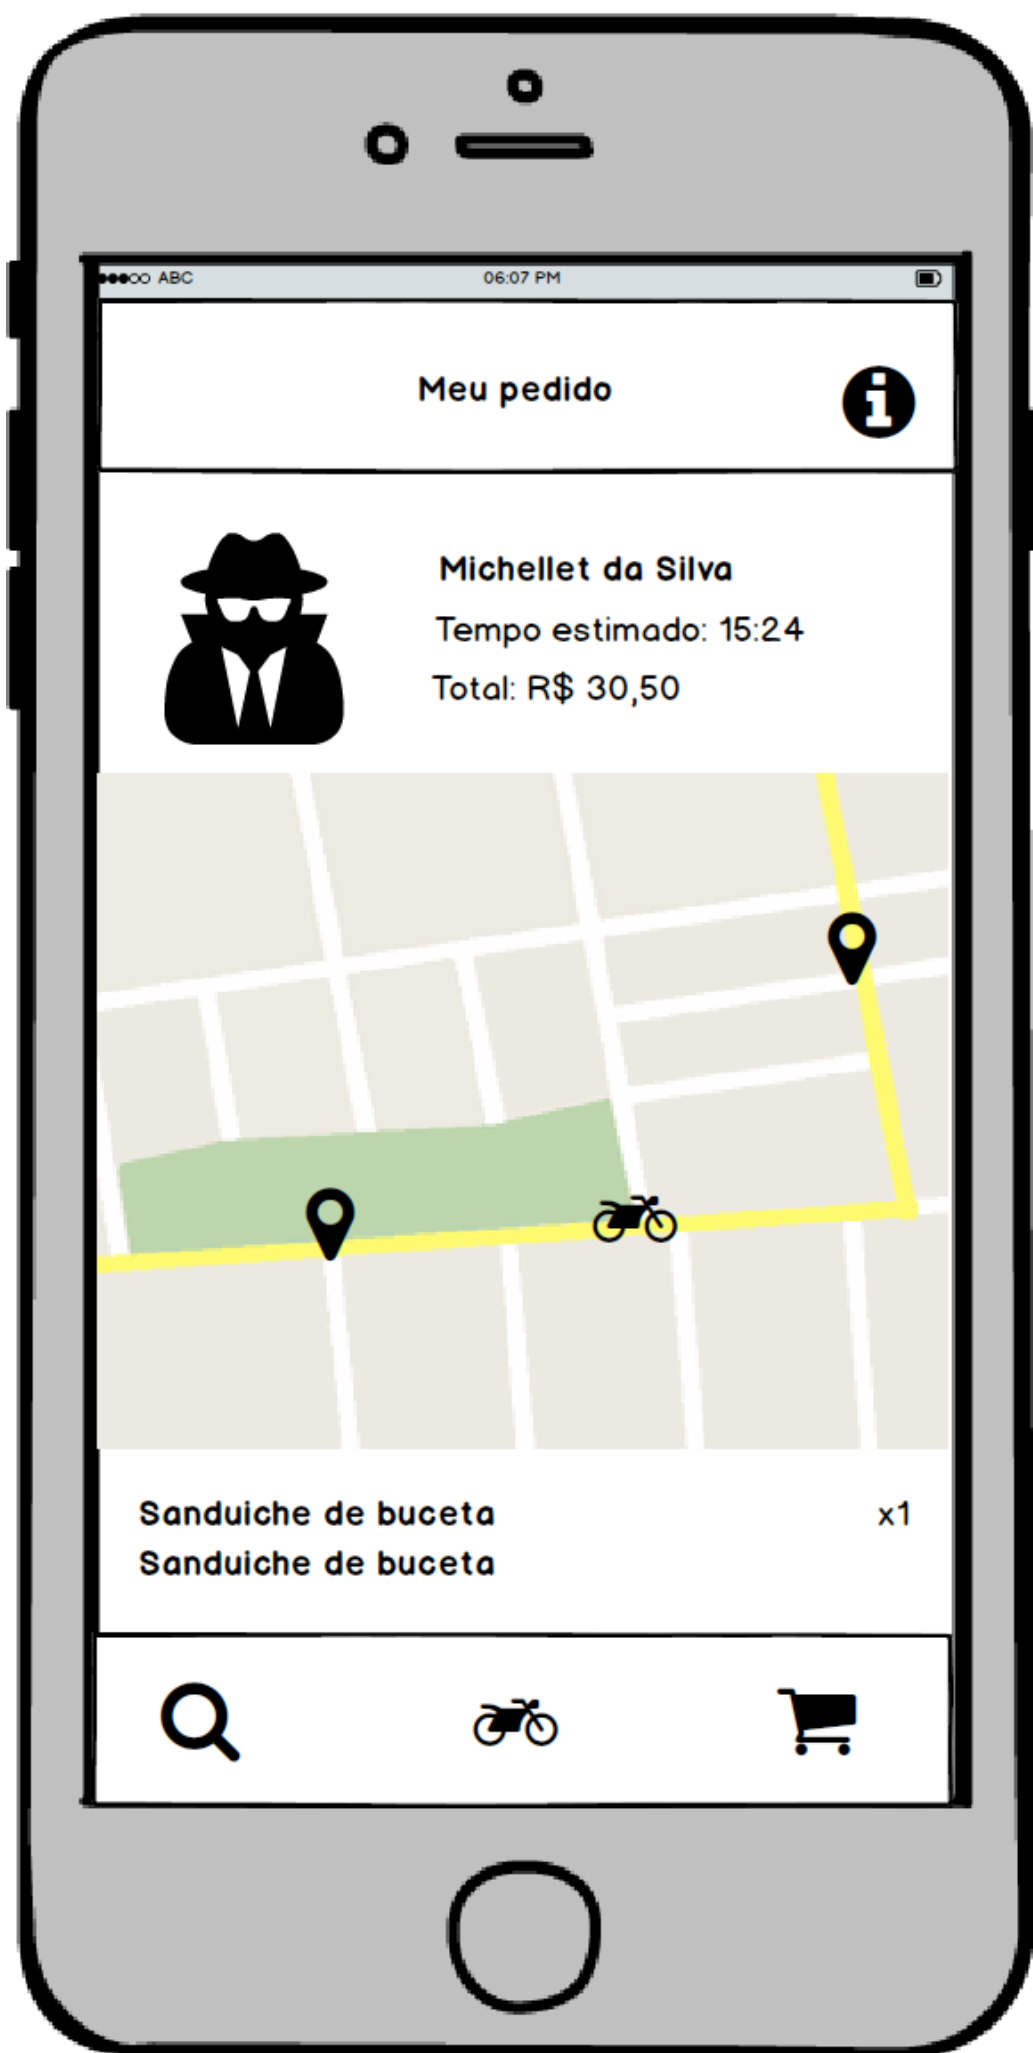 ABC 06:07 PM
Meu pedido
Michellet da Silva
Tempo estimado: 15:24
Total: R$ 30,50
Sanduiche de buceta x1
Sanduiche de buceta